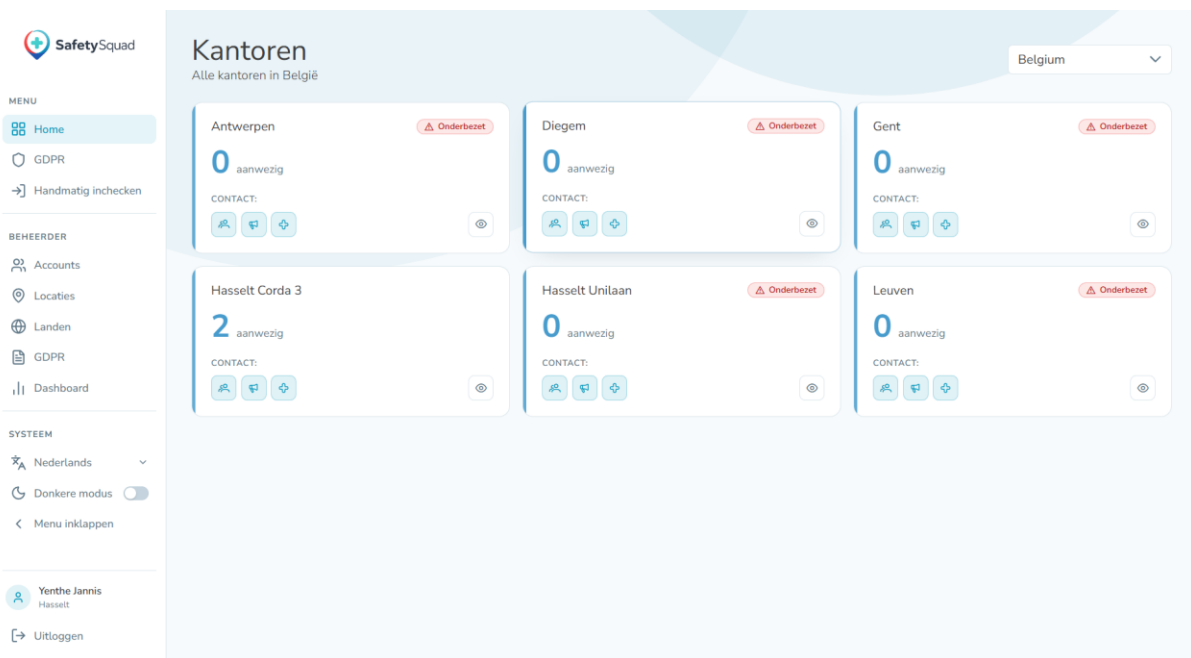 SafetySquad
MENU
Home
GDPR
Handmatig inchecken
BEHEERDER
Accounts
Locaties
Landen
GDPR
Dashboard
SYSTEEM
Nederlands
Donkere modus
Menu inklappen
Yenthe Jannis
Hasselt
Uitloggen
Kantoren
Alle kantoren in België
Belgium
Antwerpen
Onderbezet
0 aanwezig
CONTACT:
Diegem
Onderbezet
0 aanwezig
CONTACT:
Gent
Onderbezet
0 aanwezig
CONTACT:
Hasselt Corda 3
2 aanwezig
CONTACT:
Hasselt Unilaan
Onderbezet
0 aanwezig
CONTACT:
Leuven
Onderbezet
0 aanwezig
CONTACT: